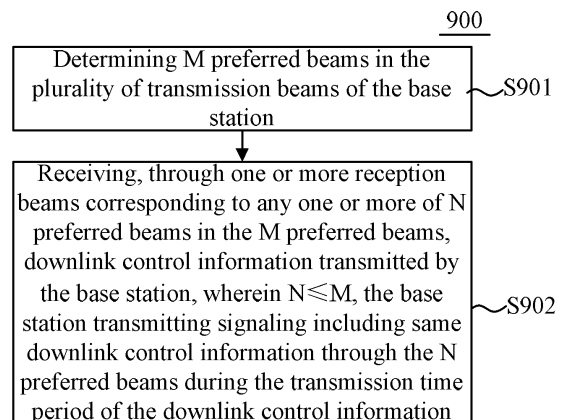 900
Determining M preferred beams in the
plurality of transmission beams of the base
station
S901
Receiving, through one or more reception
beams corresponding to any one or more of N
preferred beams in the M preferred beams,
downlink control information transmitted by
the base station, wherein N≤M, the base
station transmitting signaling including same
downlink control information through the N
preferred beams during the transmission time
period of the downlink control information
S902